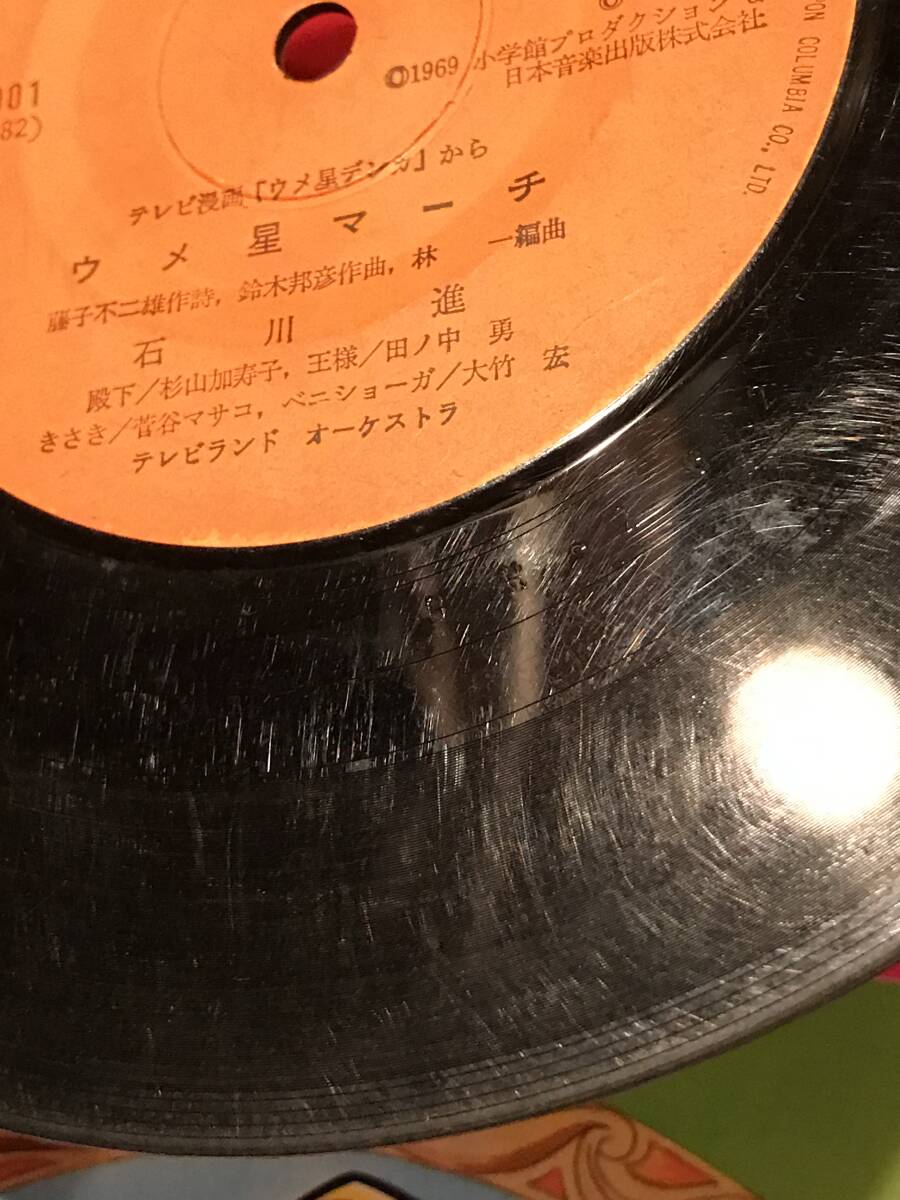 ©
©1969 小学館プロダクション
日本音楽出版株式会社
PON COLUMBIA CO., LTD.
901
82)
テレビ漫画「ウメ星デンカ」から
ウメ星マーチ
藤子不二雄作詩, 鈴木邦彦作曲, 林 一編曲
石川 進
殿下/杉山加寿子, 王様/田ノ中 勇
きさき/菅谷マサコ, ベニショーガ/大竹 宏
テレビランド オーケストラ